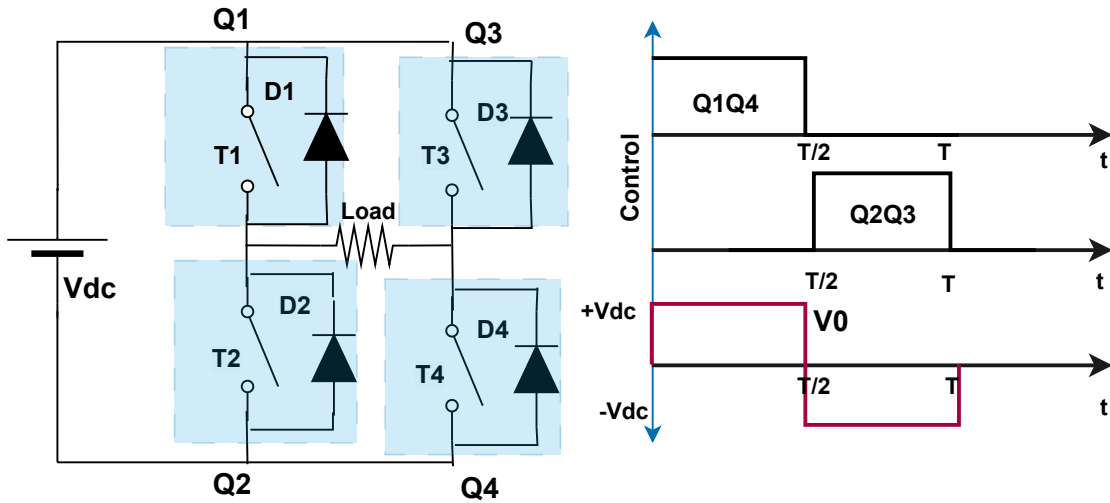 Q1
Q3
D1
D3
T1
T3
Load
Vdc
D2
D4
T2
T4
Q2
Q4
Control
Q1Q4
T/2
T
t
Q2Q3
T/2
T
t
+Vdc
V0
T/2
T
-Vdc
t